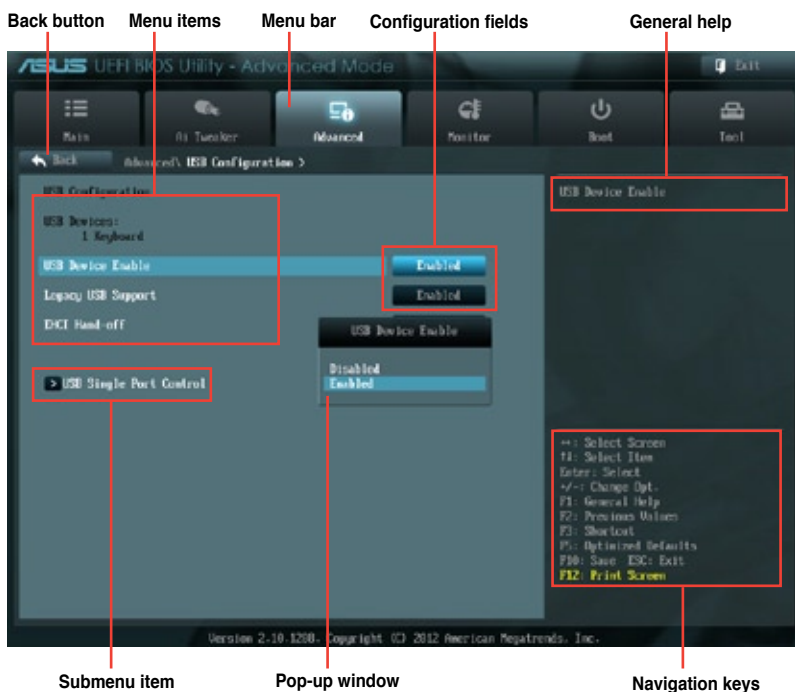 Back button Menu items Menu bar Configuration fields General help
ASUS UEFI BIOS Utility - Advanced Mode Exit
Main Ai Tweaker Advanced Monitor Boot Tool
Back Advanced\ USB Configuration >
USB Configuration
USB Device Enable
USB Devices:
1 Keyboard
USB Device Enable Enabled
Legacy USB Support Enabled
EHCI Hand-off
USB Device Enable
Disabled
Enabled
USB Single Port Control
↔: Select Screen
↑↓: Select Item
Enter: Select
+/-: Change Opt.
F1: General Help
F2: Previous Values
F3: Shortcut
F5: Optimized Defaults
F10: Save ESC: Exit
F12: Print Screen
Version 2.10.1208. Copyright (C) 2012 American Megatrends, Inc.
Submenu item Pop-up window Navigation keys